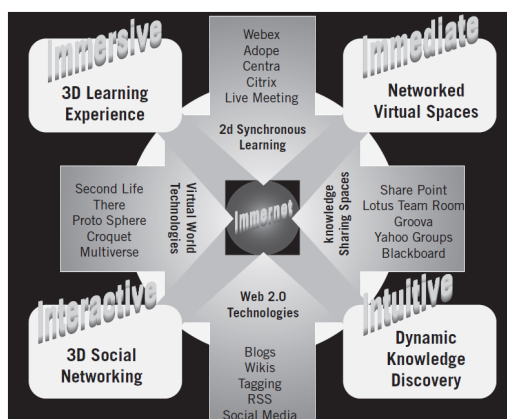 Immersive
3D Learning
Experience
Webex
Adope
Centra
Citrix
Live Meeting
2d Synchronous
Learning
Immediate
Networked
Virtual Spaces
Second Life
There
Proto Sphere
Croquet
Multiverse
Virtual World
Technologies
Immernet
knowledge
Sharing Spaces
Share Point
Lotus Team Room
Groova
Yahoo Groups
Blackboard
Interactive
3D Social
Networking
Web 2.0
Technologies
Blogs
Wikis
Tagging
RSS
Social Media
Intuitive
Dynamic
Knowledge
Discovery